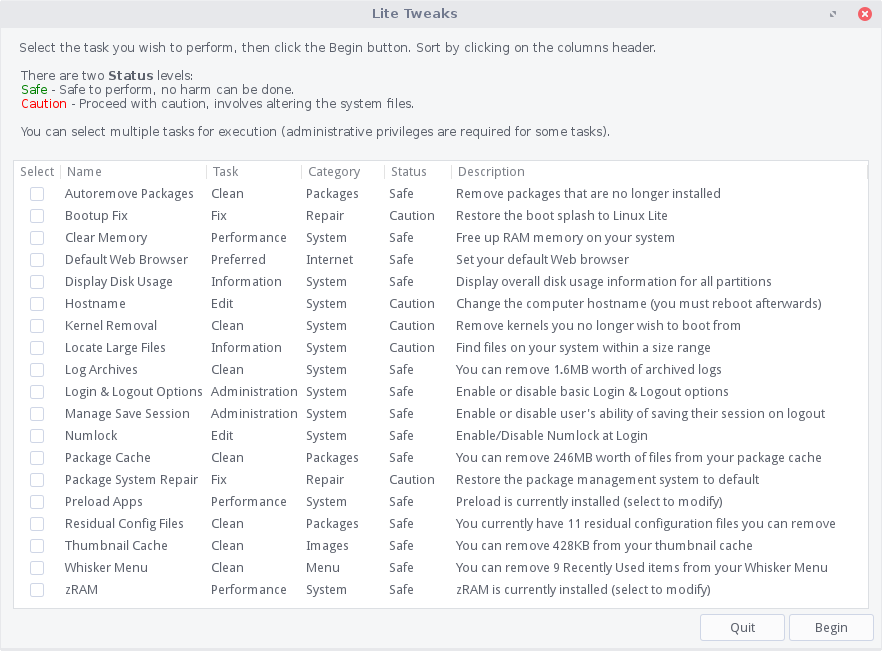 Lite Tweaks
Select the task you wish to perform, then click the Begin button. Sort by clicking on the columns header.
There are two Status levels:
Safe - Safe to perform, no harm can be done.
Caution - Proceed with caution, involves altering the system files.
You can select multiple tasks for execution (administrative privileges are required for some tasks).
Select Name Task Category Status Description
Autoremove Packages Clean Packages Safe Remove packages that are no longer installed
Bootup Fix Fix Repair Caution Restore the boot splash to Linux Lite
Clear Memory Performance System Safe Free up RAM memory on your system
Default Web Browser Preferred Internet Safe Set your default Web browser
Display Disk Usage Information System Safe Display overall disk usage information for all partitions
Hostname Edit System Caution Change the computer hostname (you must reboot afterwards)
Kernel Removal Clean System Caution Remove kernels you no longer wish to boot from
Locate Large Files Information System Caution Find files on your system within a size range
Log Archives Clean System Safe You can remove 1.6MB worth of archived logs
Login & Logout Options Administration System Safe Enable or disable basic Login & Logout options
Manage Save Session Administration System Safe Enable or disable user's ability of saving their session on logout
Numlock Edit System Safe Enable/Disable Numlock at Login
Package Cache Clean Packages Safe You can remove 246MB worth of files from your package cache
Package System Repair Fix Repair Caution Restore the package management system to default
Preload Apps Performance System Safe Preload is currently installed (select to modify)
Residual Config Files Clean Packages Safe You currently have 11 residual configuration files you can remove
Thumbnail Cache Clean Images Safe You can remove 428KB from your thumbnail cache
Whisker Menu Clean Menu Safe You can remove 9 Recently Used items from your Whisker Menu
zRAM Performance System Safe zRAM is currently installed (select to modify)
Quit Begin